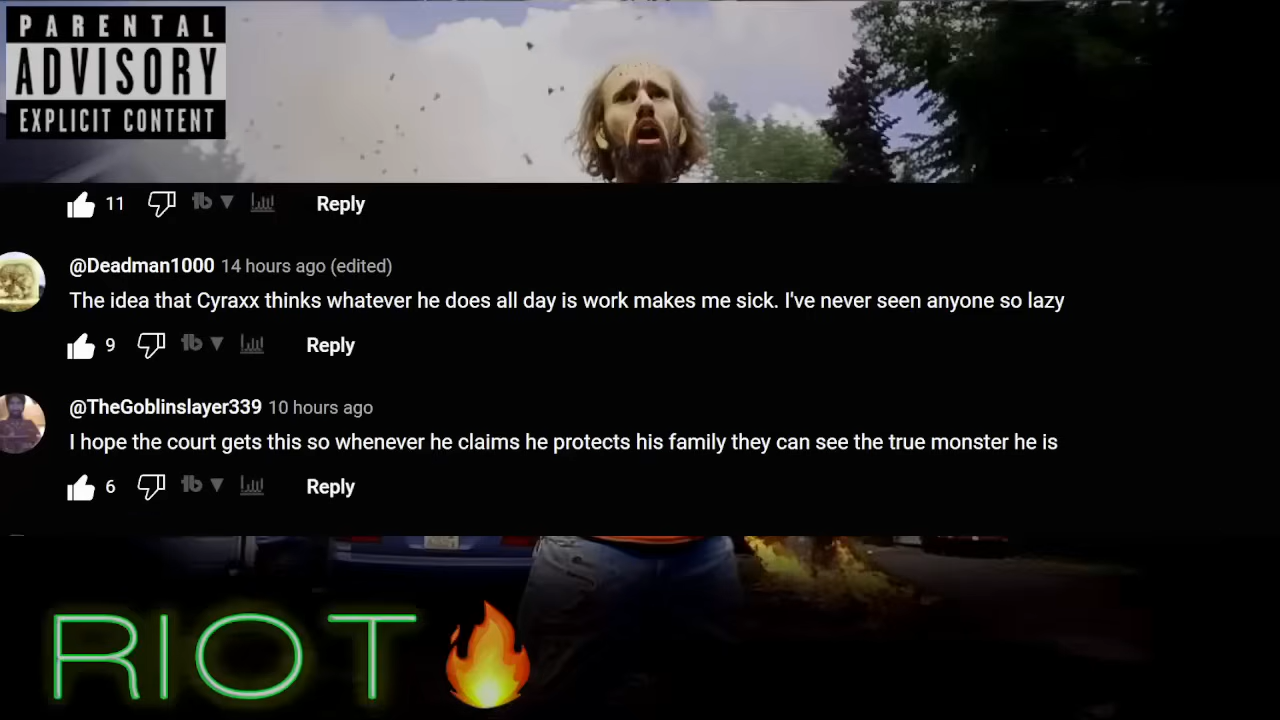 PARENTAL
ADVISORY
EXPLICIT CONTENT
11 Reply
@Deadman1000 14 hours ago (edited)
The idea that Cyraxx thinks whatever he does all day is work makes me sick. I've never seen anyone so lazy
9 Reply
@TheGoblinslayer339 10 hours ago
I hope the court gets this so whenever he claims he protects his family they can see the true monster he is
6 Reply
RIOT🔥